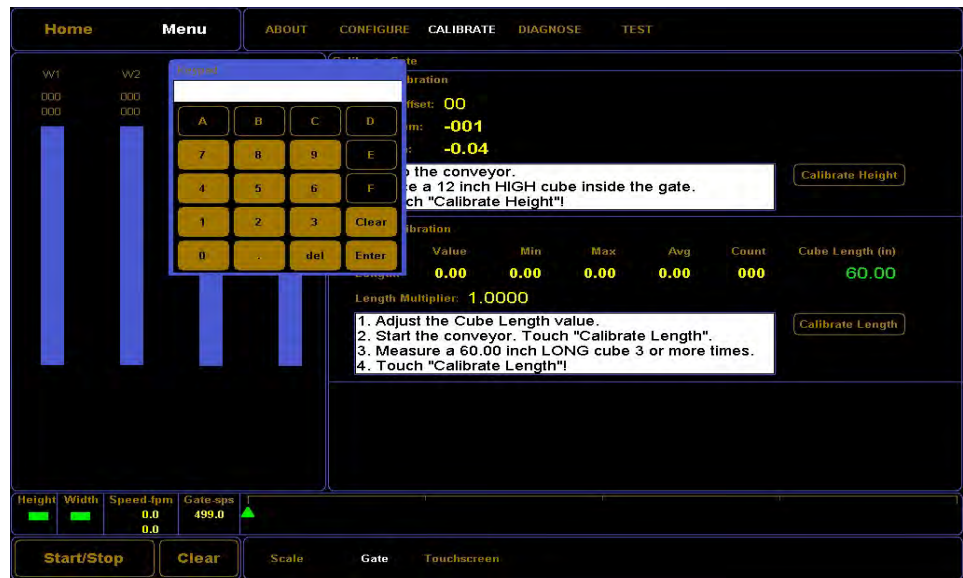 Home Menu ABOUT CONFIGURE CALIBRATE DIAGNOSE TEST
W1 W2
000 000
000 000
Keypad
A B C D
7 8 9 E
4 5 6 F
1 2 3 Clear
0 . del Enter
00
-001
-0.04
the conveyor.
a 12 inch HIGH cube inside the gate.
"Calibrate Height"!
Calibrate Height
Value Min Max Avg Count Cube Length (in)
0.00 0.00 0.00 0.00 000 60.00
Length Multiplier: 1.0000
1. Adjust the Cube Length value.
2. Start the conveyor. Touch "Calibrate Length".
3. Measure a 60.00 inch LONG cube 3 or more times.
4. Touch "Calibrate Length"!
Calibrate Length
Height Width Speed-fpm Gate-sps
0.0 499.0
0.0
Start/Stop Clear Scale Gate Touchscreen